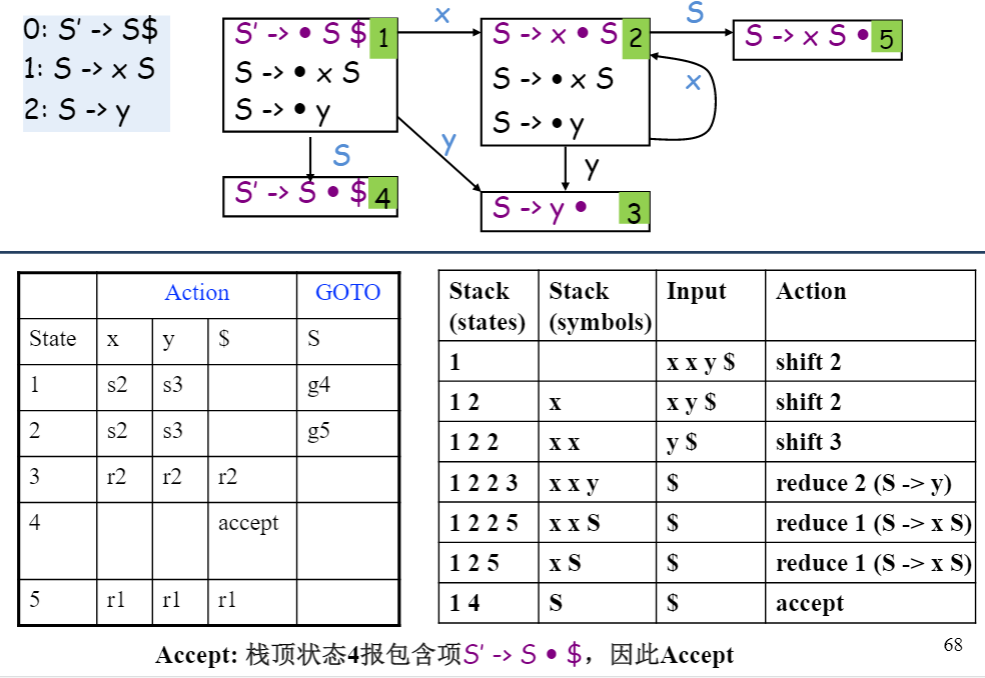 0: S' -> S$
1: S -> x S
2: S -> y
S' -> • S $ 1
S -> • x S
S -> • y
x
S -> x • S 2
S -> • x S
S -> • y
S
S -> x S • 5
x
S
y
y
S' -> S • $ 4
S -> y • 3
Action GOTO
State x y $ S
1 s2 s3 g4
2 s2 s3 g5
3 r2 r2 r2
4 accept
5 r1 r1 r1
Stack (states) Stack (symbols) Input Action
1 x x y $ shift 2
1 2 x x y $ shift 2
1 2 2 x x y $ shift 3
1 2 2 3 x x y $ reduce 2 (S -> y)
1 2 2 5 x x S $ reduce 1 (S -> x S)
1 2 5 x S $ reduce 1 (S -> x S)
1 4 S $ accept
Accept: 栈顶状态4报包含项S' -> S • $，因此Accept
68